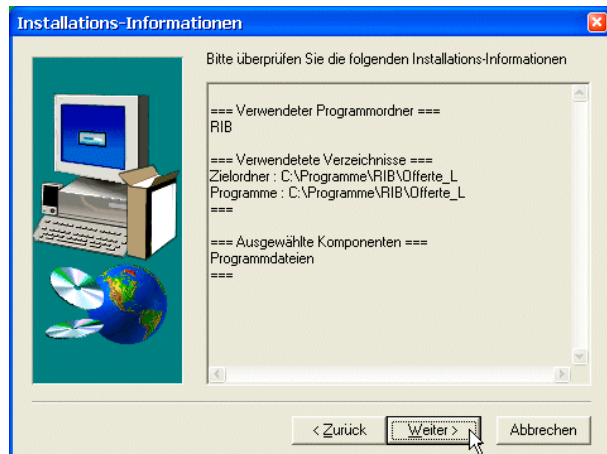 Installations-Informationen
Bitte überprüfen Sie die folgenden Installations-Informationen
=== Verwendeter Programmordner ===
RIB
=== Verwendetete Verzeichnisse ===
Zielordner : C:\Programme\RIB\Offerte_L
Programme : C:\Programme\RIB\Offerte_L
===
=== Ausgewählte Komponenten ===
Programmdateien
===
< Zurück
Weiter >
Abbrechen